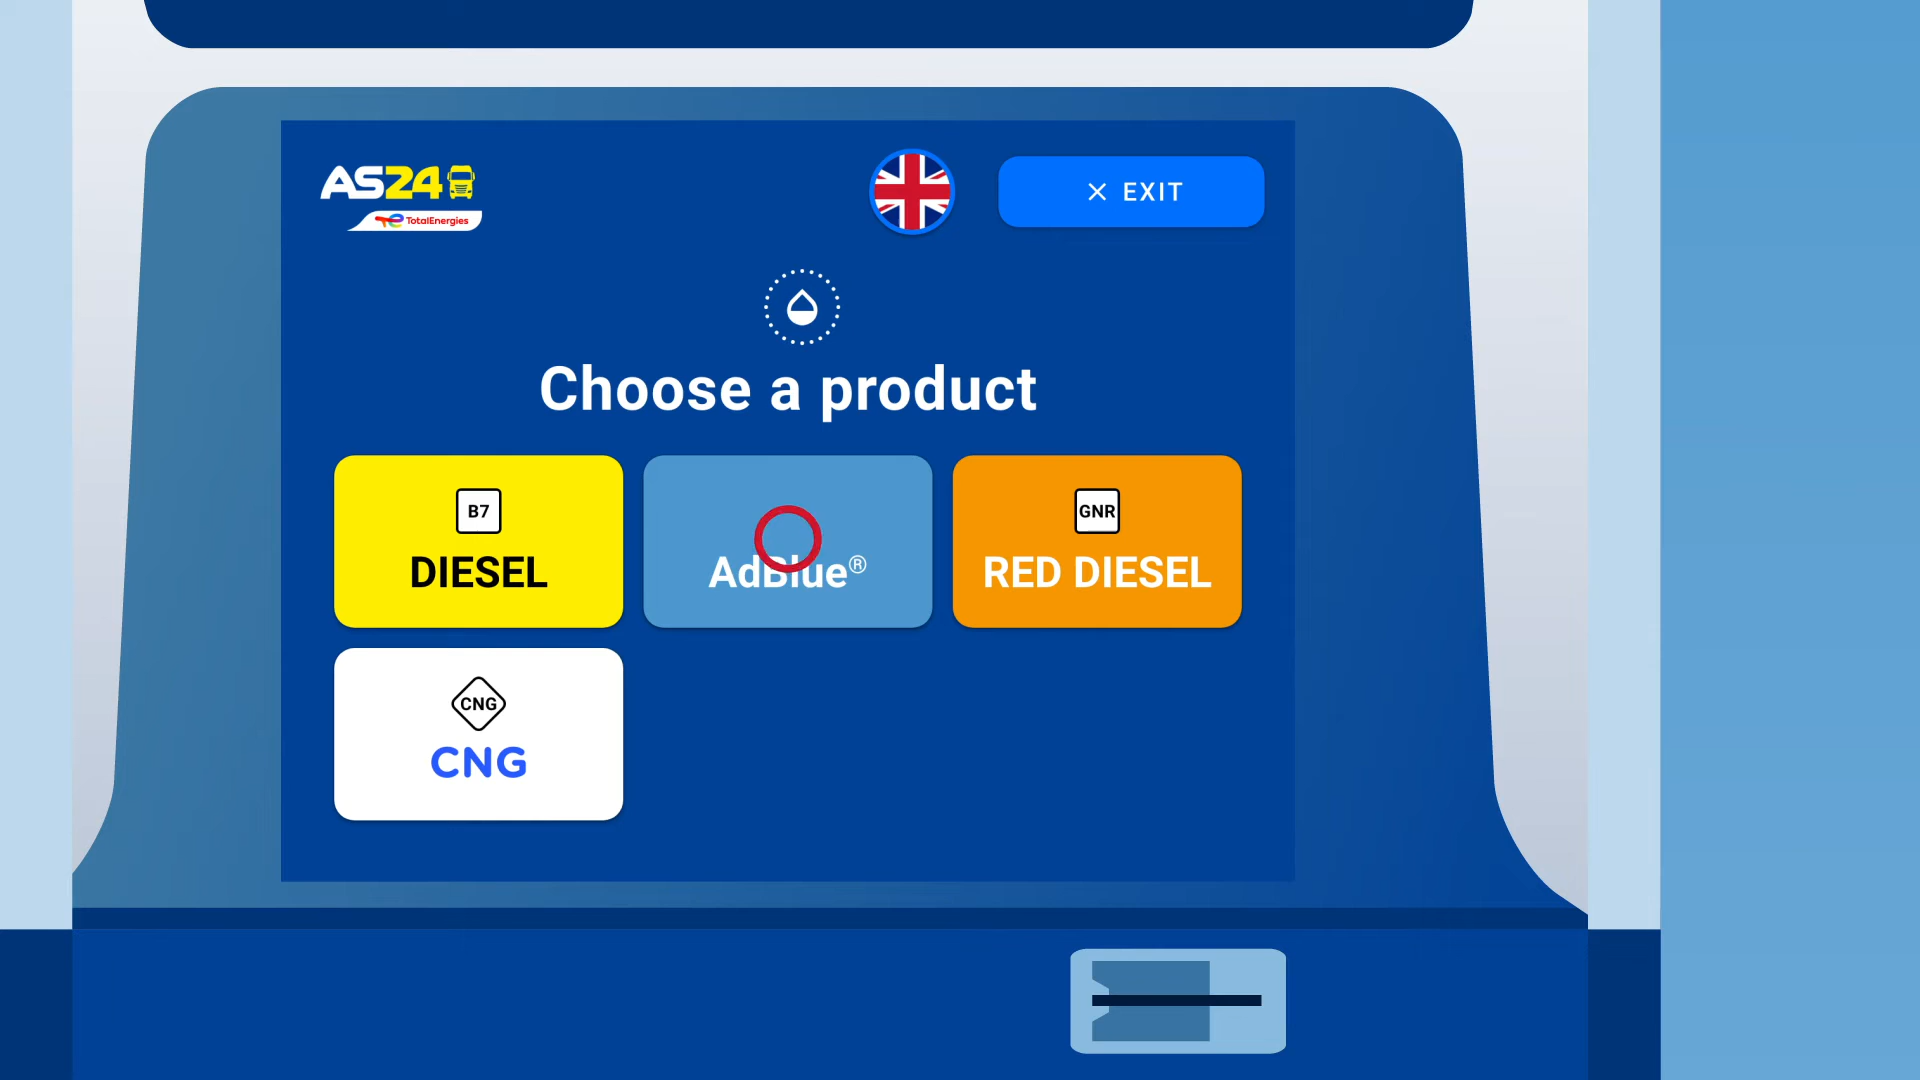 AS24
TotalEnergies
EXIT
Choose a product
B7
DIESEL
AdBlue®
GNR
RED DIESEL
CNG
CNG